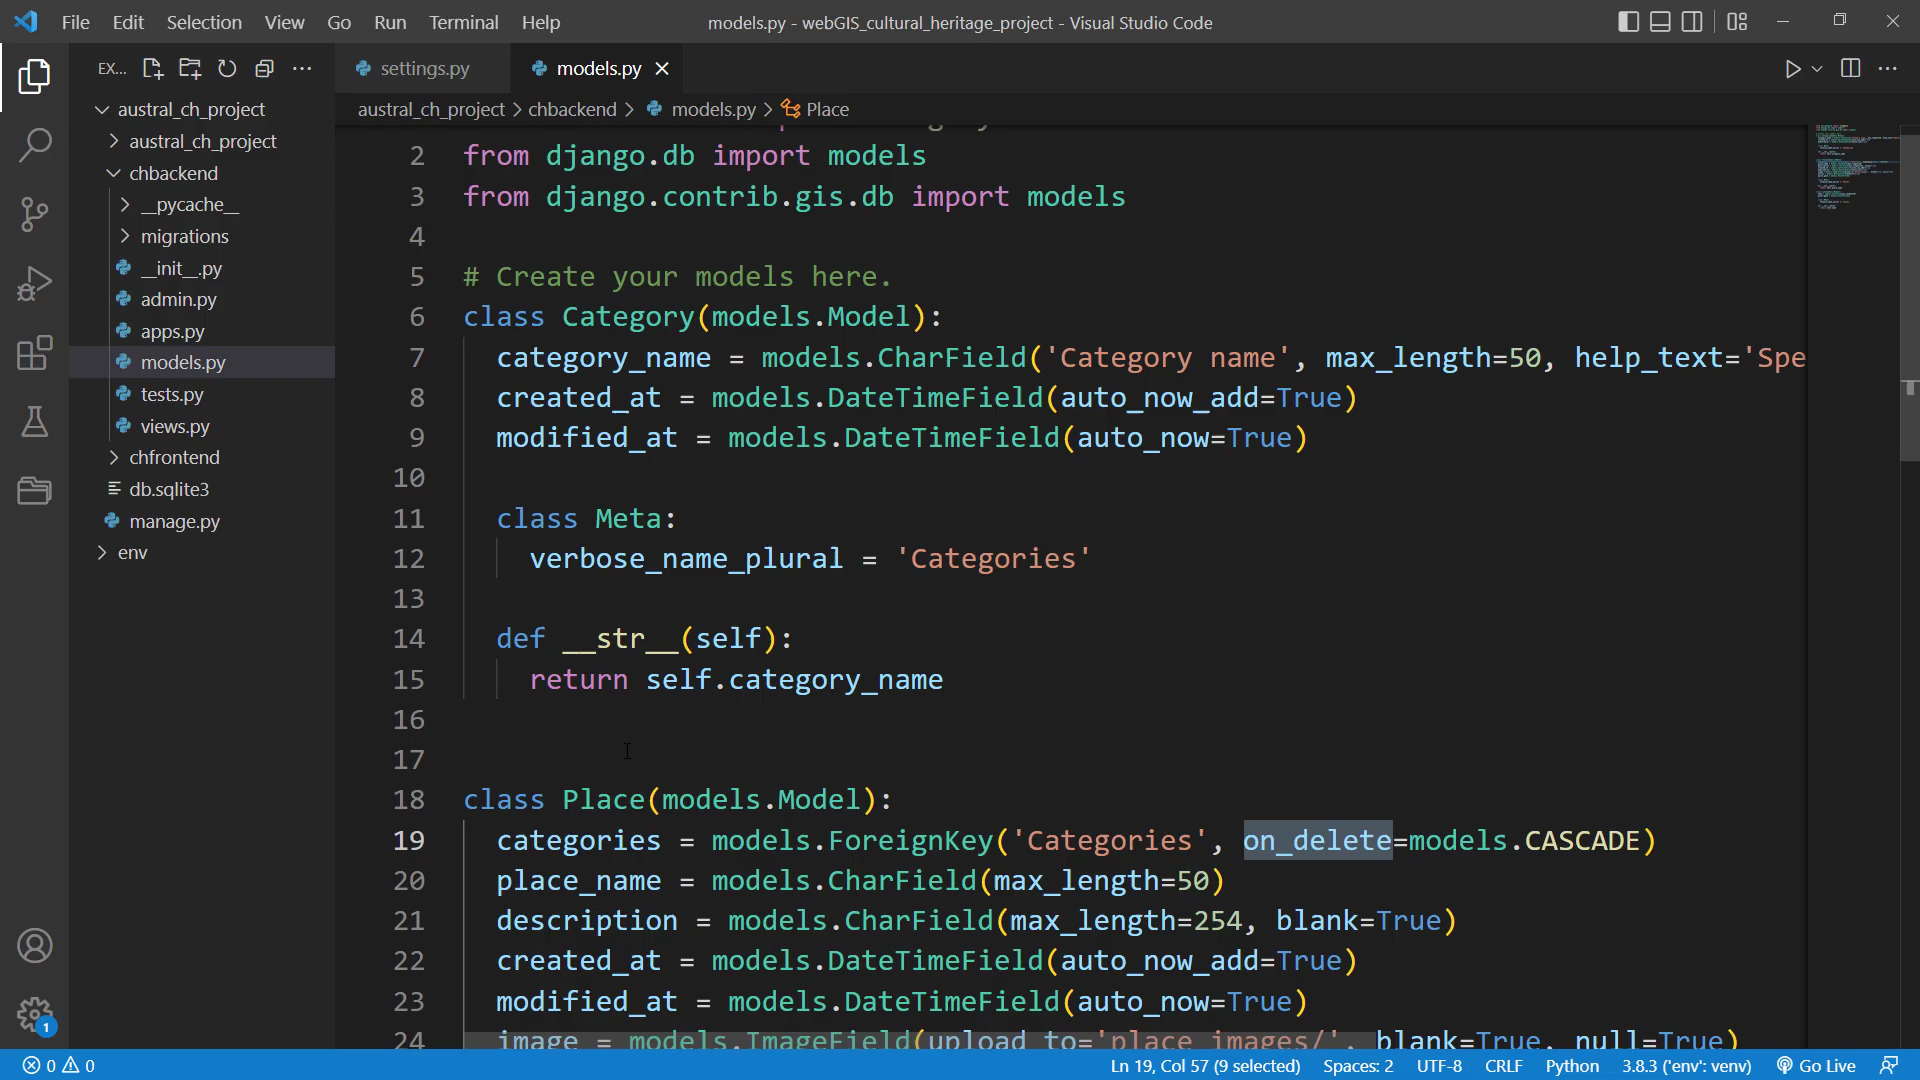 File Edit Selection View Go Run Terminal Help
models.py - webGIS_cultural_heritage_project - Visual Studio Code
EX...
settings.py
models.py
austral_ch_project
austral_ch_project
chbackend
__pycache__
migrations
__init__.py
admin.py
apps.py
models.py
tests.py
views.py
chfrontend
db.sqlite3
manage.py
env
austral_ch_project > chbackend > models.py > Place
2 from django.db import models
3 from django.contrib.gis.db import models
4
5 # Create your models here.
6 class Category(models.Model):
7 category_name = models.CharField('Category name', max_length=50, help_text='Spe
8 created_at = models.DateTimeField(auto_now_add=True)
9 modified_at = models.DateTimeField(auto_now=True)
10
11 class Meta:
12 verbose_name_plural = 'Categories'
13
14 def __str__(self):
15 return self.category_name
16
17
18 class Place(models.Model):
19 categories = models.ForeignKey('Categories', on_delete=models.CASCADE)
20 place_name = models.CharField(max_length=50)
21 description = models.CharField(max_length=254, blank=True)
22 created_at = models.DateTimeField(auto_now_add=True)
23 modified_at = models.DateTimeField(auto_now=True)
24 image = models.ImageField(upload_to='place_images/', blank=True, null=True)
1
0 0
Ln 19, Col 57 (9 selected) Spaces: 2 UTF-8 CRLF Python 3.8.3 ('env': venv) Go Live